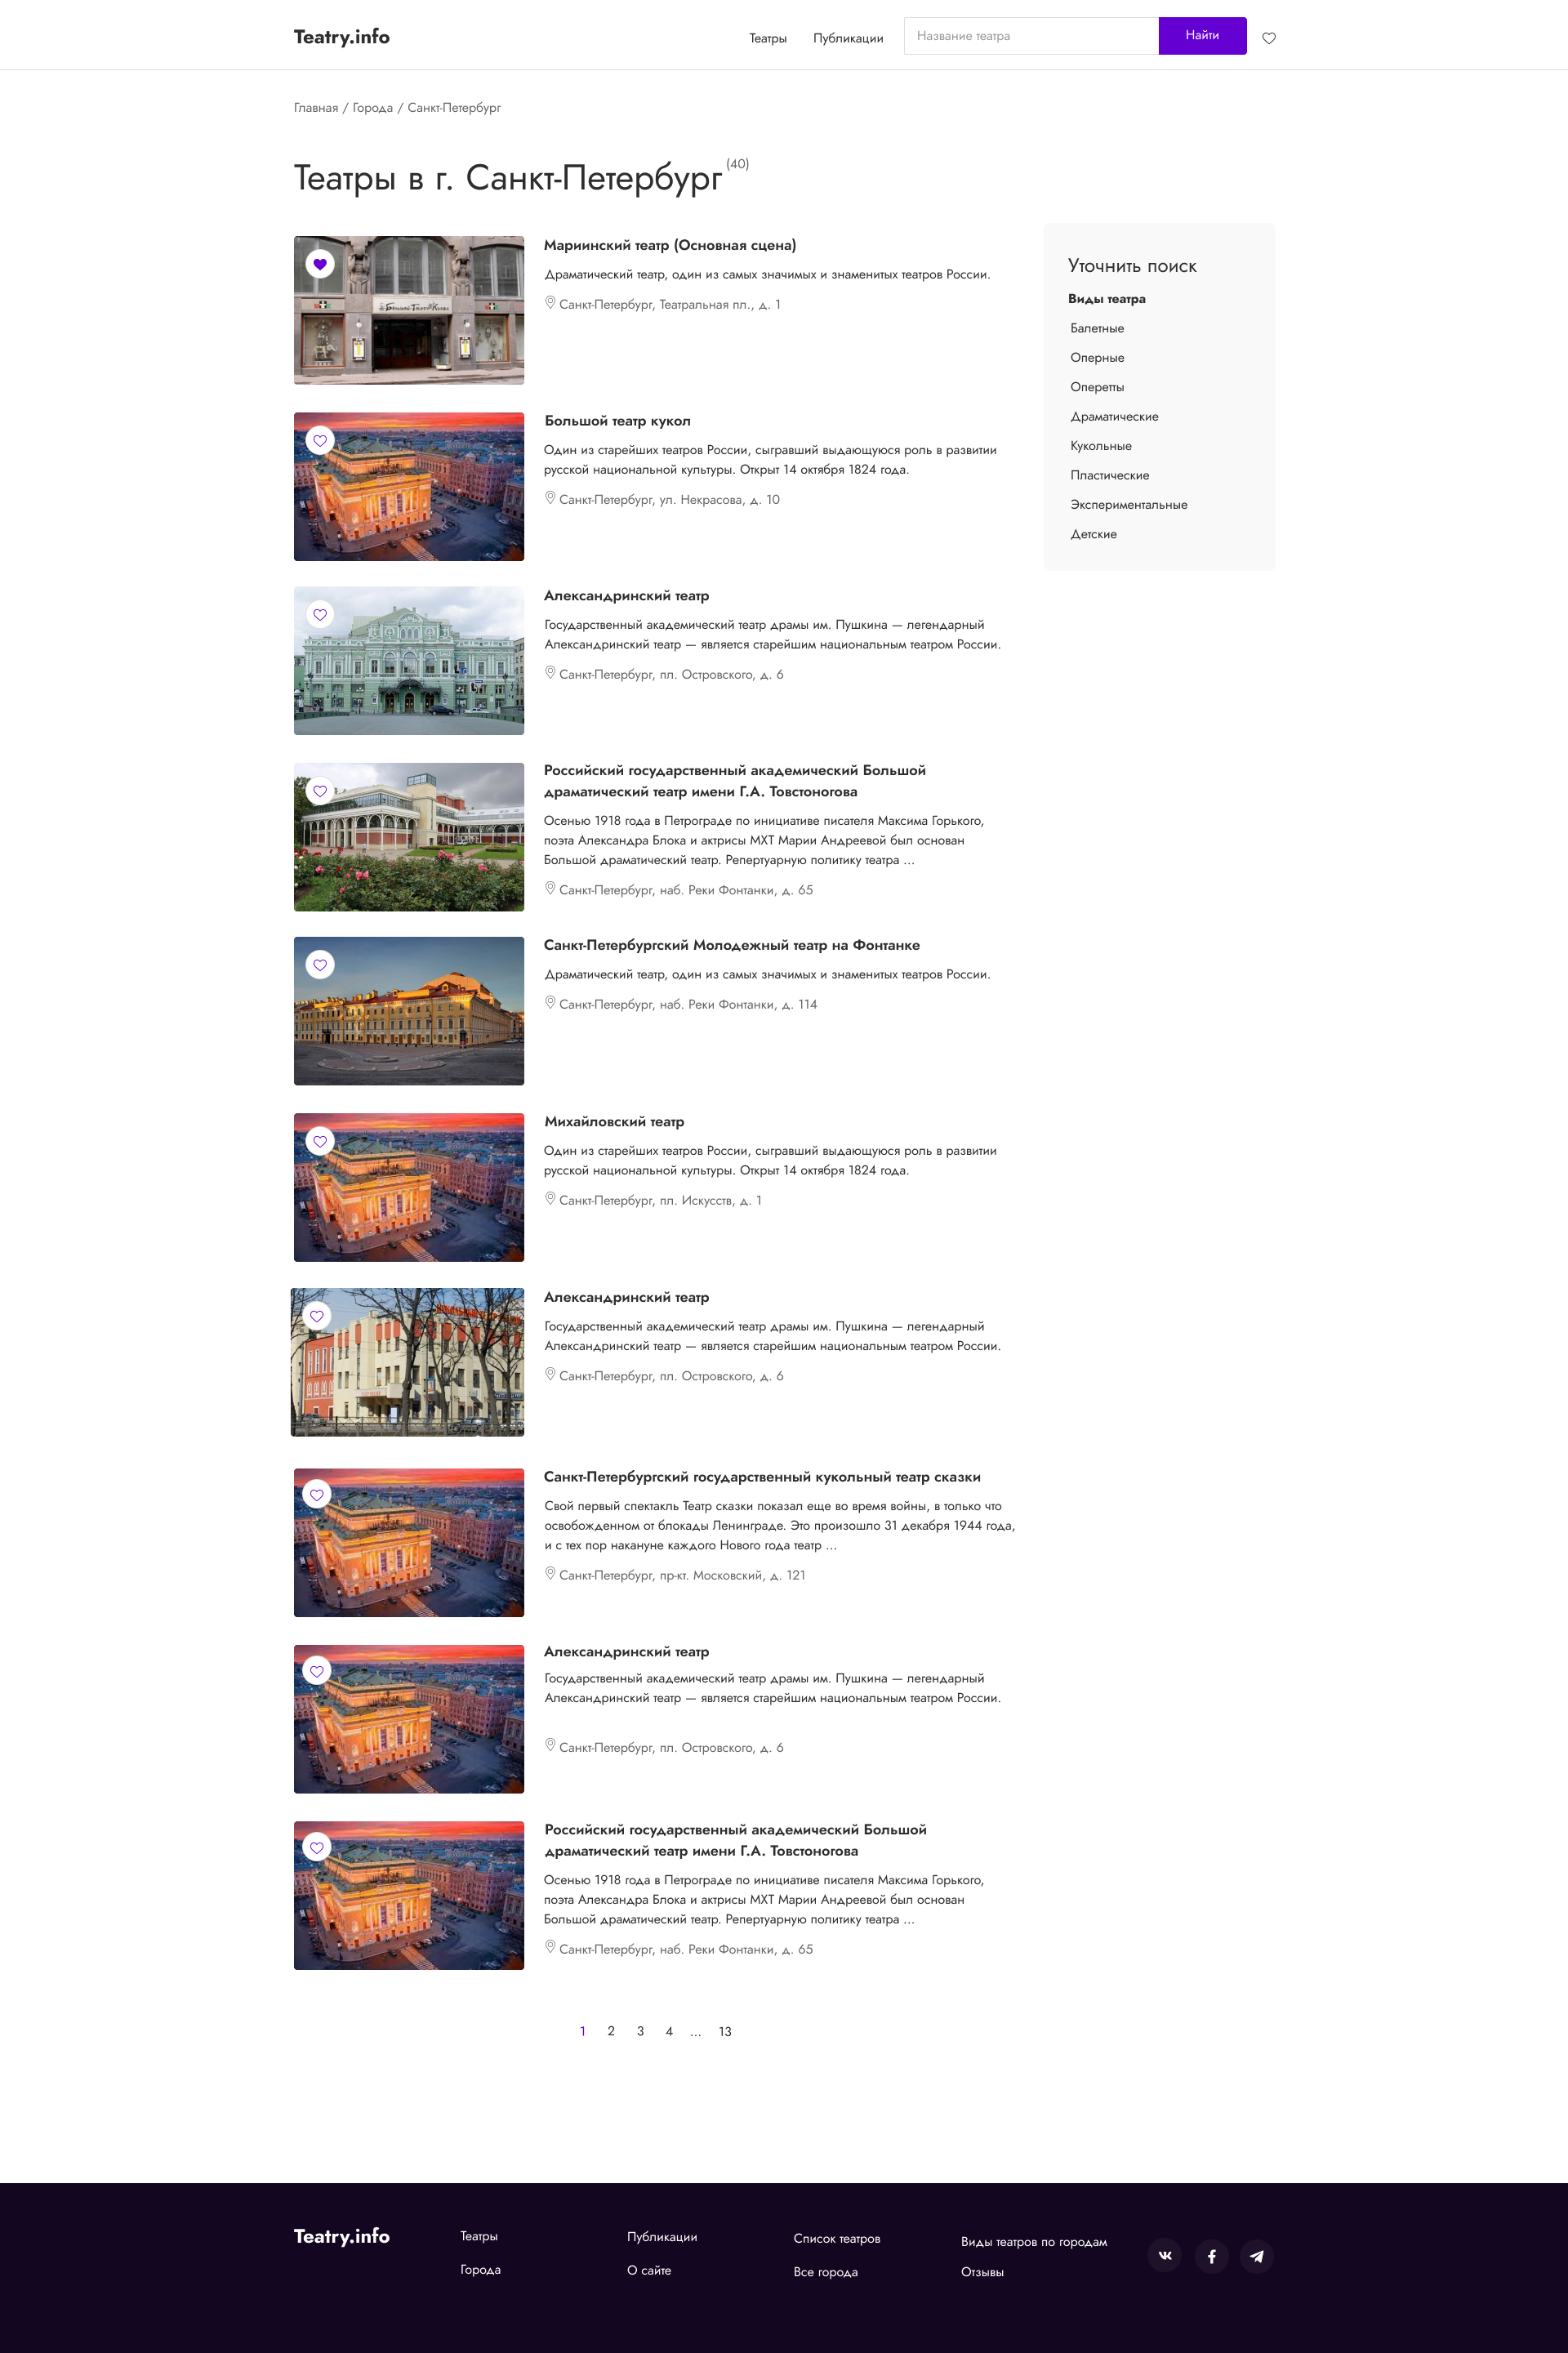 Teatry.info
Театры
Публикации
Название театра
Найти
Главная / Города / Санкт-Петербург
Театры в г. Санкт-Петербург (40)
Мариинский театр (Основная сцена)
Драматический театр, один из самых значимых и знаменитых театров России.
Санкт-Петербург, Театральная пл., д. 1
Большой театр кукол
Один из старейших театров России, сыгравший выдающуюся роль в развитии
русской национальной культуры. Открыт 14 октября 1824 года.
Санкт-Петербург, ул. Некрасова, д. 10
Александринский театр
Государственный академический театр драмы им. Пушкина — легендарный
Александринский театр — является старейшим национальным театром России.
Санкт-Петербург, пл. Островского, д. 6
Российский государственный академический Большой
драматический театр имени Г.А. Товстоногова
Осенью 1918 года в Петрограде по инициативе писателя Максима Горького,
поэта Александра Блока и актрисы МХТ Марии Андреевой был основан
Большой драматический театр. Репертуарную политику театра ...
Санкт-Петербург, наб. Реки Фонтанки, д. 65
Санкт-Петербургский Молодежный театр на Фонтанке
Драматический театр, один из самых значимых и знаменитых театров России.
Санкт-Петербург, наб. Реки Фонтанки, д. 114
Михайловский театр
Один из старейших театров России, сыгравший выдающуюся роль в развитии
русской национальной культуры. Открыт 14 октября 1824 года.
Санкт-Петербург, пл. Искусств, д. 1
Александринский театр
Государственный академический театр драмы им. Пушкина — легендарный
Александринский театр — является старейшим национальным театром России.
Санкт-Петербург, пл. Островского, д. 6
Санкт-Петербургский государственный кукольный театр сказки
Свой первый спектакль Театр сказки показал еще во время войны, в только что
освобожденном от блокады Ленинграде. Это произошло 31 декабря 1944 года,
и с тех пор накануне каждого Нового года театр ...
Санкт-Петербург, пр-кт. Московский, д. 121
Александринский театр
Государственный академический театр драмы им. Пушкина — легендарный
Александринский театр — является старейшим национальным театром России.
Санкт-Петербург, пл. Островского, д. 6
Российский государственный академический Большой
драматический театр имени Г.А. Товстоногова
Осенью 1918 года в Петрограде по инициативе писателя Максима Горького,
поэта Александра Блока и актрисы МХТ Марии Андреевой был основан
Большой драматический театр. Репертуарную политику театра ...
Санкт-Петербург, наб. Реки Фонтанки, д. 65
1 2 3 4 ... 13
Уточнить поиск
Виды театра
Балетные
Оперные
Оперетты
Драматические
Кукольные
Пластические
Экспериментальные
Детские
Teatry.info
Театры
Города
Публикации
О сайте
Список театров
Все города
Виды театров по городам
Отзывы